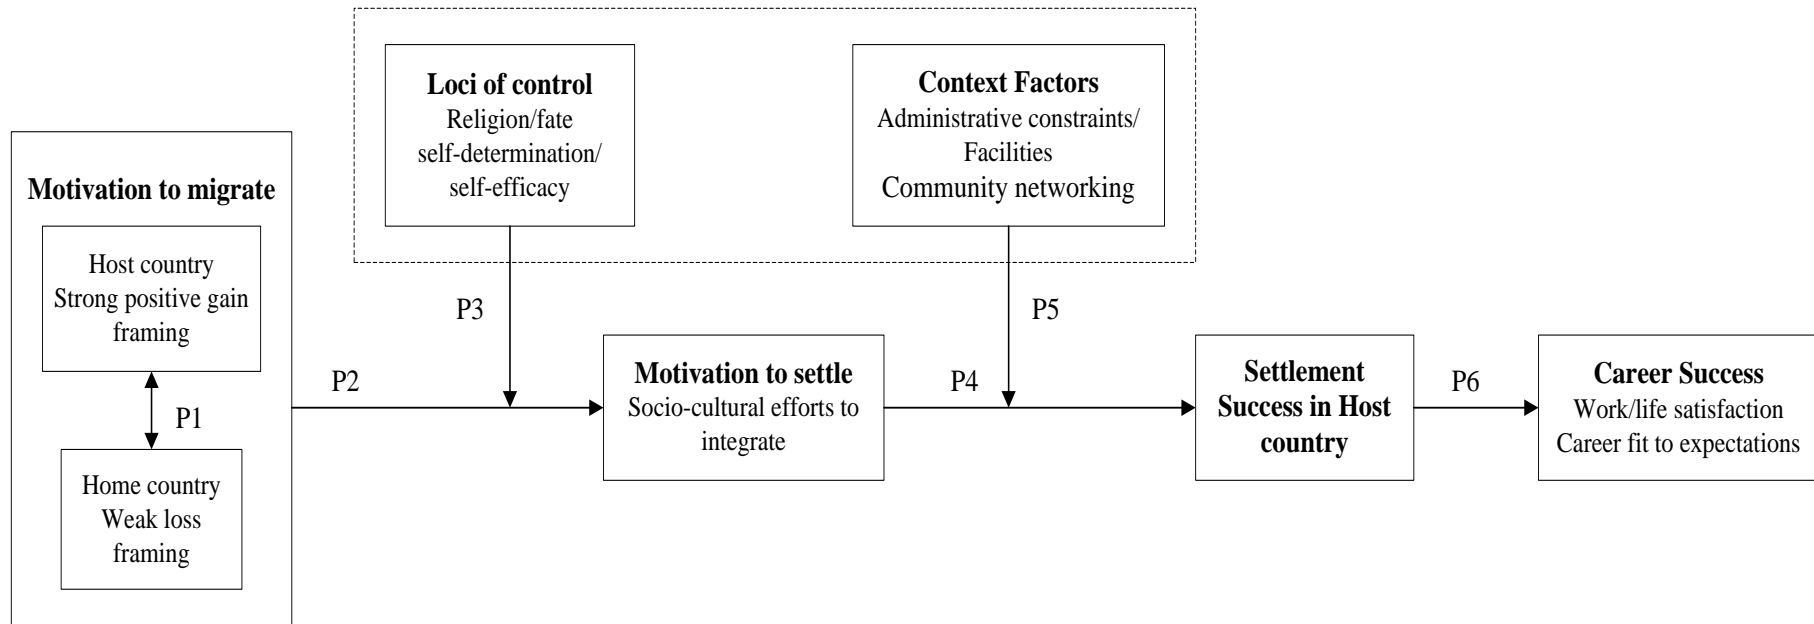 Loci of control
Religion/fate
self-determination/
self-efficacy
Context Factors
Administrative constraints/
Facilities
Community networking
Motivation to migrate
Host country
Strong positive gain
framing
P1
Home country
Weak loss
framing
P2
P3
Motivation to settle
Socio-cultural efforts to
integrate
P4
P5
Settlement
Success in Host
country
P6
Career Success
Work/life satisfaction
Career fit to expectations